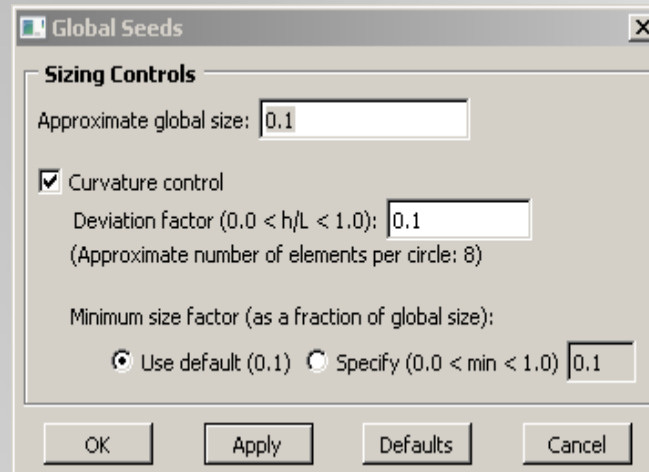 Global Seeds
Sizing Controls
Approximate global size: 0.1
Curvature control
Deviation factor (0.0 < h/L < 1.0): 0.1
(Approximate number of elements per circle: 8)
Minimum size factor (as a fraction of global size):
Use default (0.1) Specify (0.0 < min < 1.0) 0.1
OK Apply Defaults Cancel